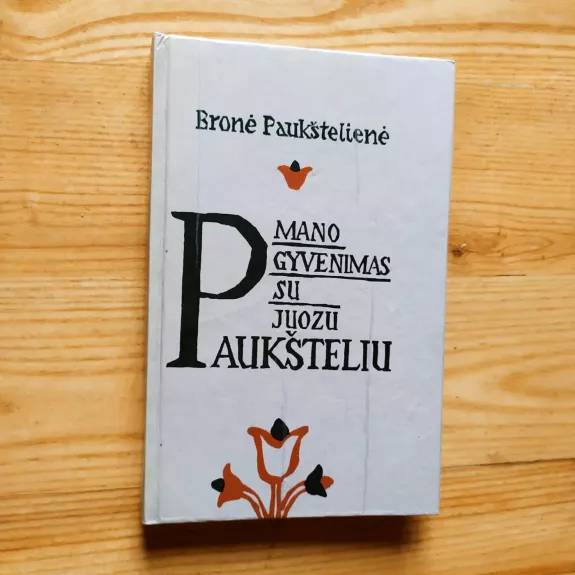 Bronė Paukštelienė
MANO
GYVENIMAS
SU
JUOZU
PAUKŠTELIU